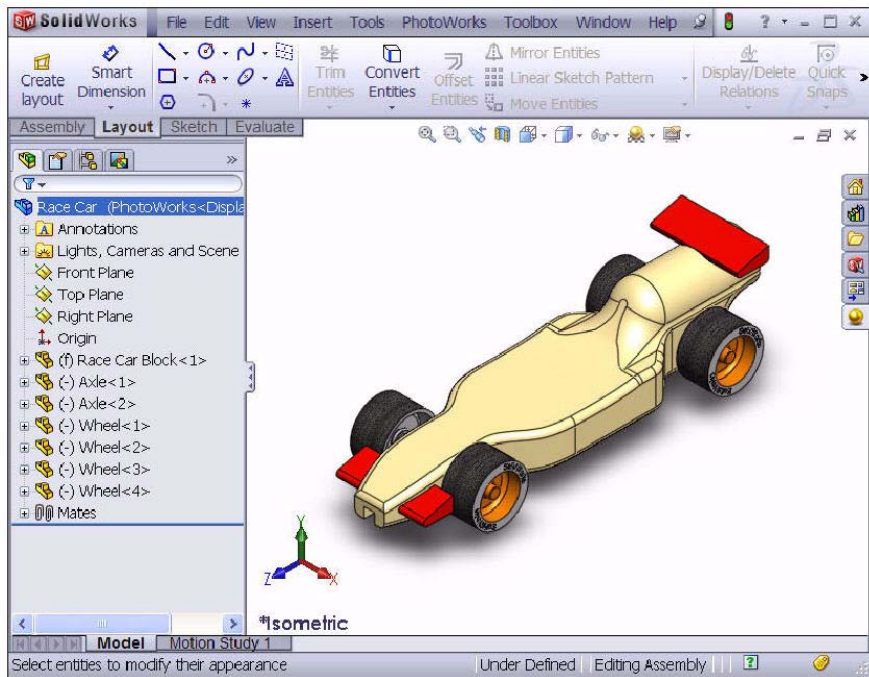 SolidWorks File Edit View Insert Tools PhotoWorks Toolbox Window Help ?
Create layout
Smart Dimension
Trim Entities
Convert Entities
Offset Entities
Mirror Entities
Linear Sketch Pattern
Move Entities
Display/Delete Relations
Quick Snaps
Assembly Layout Sketch Evaluate
Race Car (PhotoWorks<Displa
Annotations
Lights, Cameras and Scene
Front Plane
Top Plane
Right Plane
Origin
(f) Race Car Block<1>
(-) Axle<1>
(-) Axle<2>
(-) Wheel<1>
(-) Wheel<2>
(-) Wheel<3>
(-) Wheel<4>
Mates
Y
Z X
*Isometric
Model Motion Study 1
Select entities to modify their appearance Under Defined Editing Assembly ?